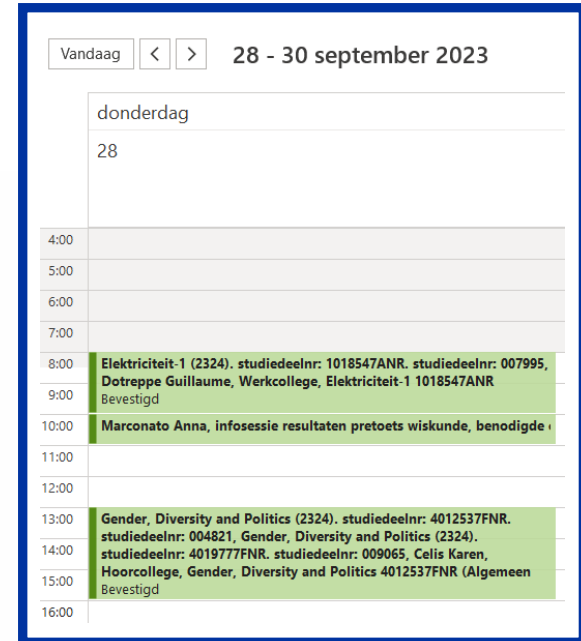 Vandaag < > 28 - 30 september 2023
donderdag
28
4:00
5:00
6:00
7:00
8:00 Elektriciteit-1 (2324). studiedeelnr: 1018547ANR. studiedeelnr: 007995,
Dotreppe Guillaume, Werkcollege, Elektriciteit-1 1018547ANR
9:00 Bevestigd
10:00 Marconato Anna, infosessie resultaten pretoets wiskunde, benodigde
11:00
12:00
13:00 Gender, Diversity and Politics (2324). studiedeelnr: 4012537FNR.
studiedeelnr: 004821, Gender, Diversity and Politics (2324).
14:00 studiedeelnr: 4019777FNR. studiedeelnr: 009065, Celis Karen,
Hoorcollege, Gender, Diversity and Politics 4012537FNR (Algemeen
15:00 Bevestigd
16:00